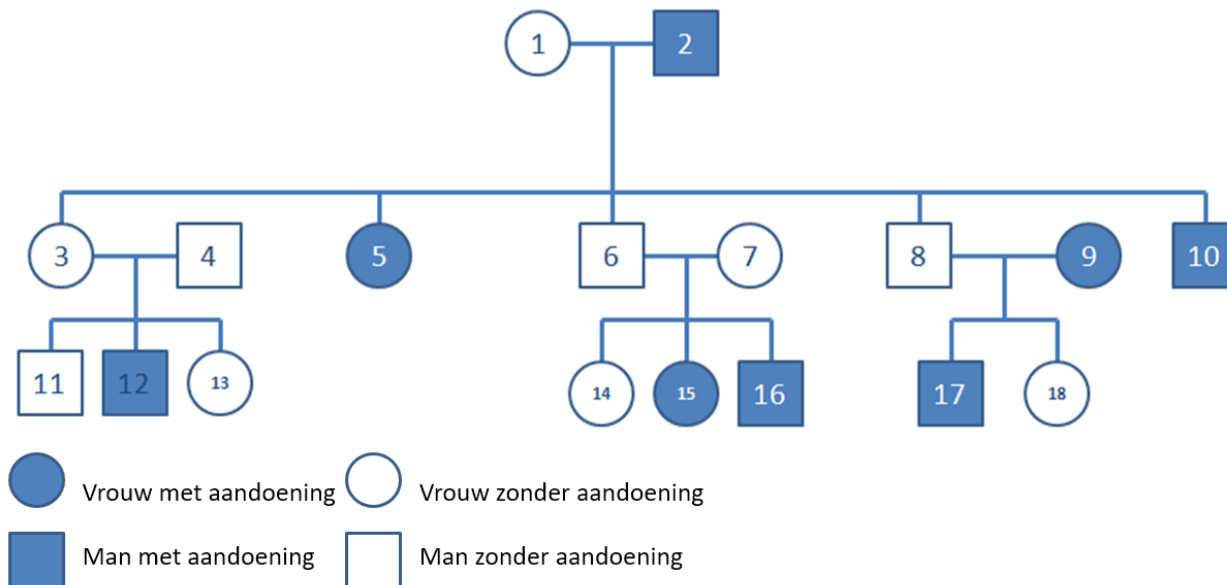 1 2
3 4 5 6 7 8 9 10
11 12 13 14 15 16 17 18
Vrouw met aandoening Vrouw zonder aandoening
Man met aandoening Man zonder aandoening